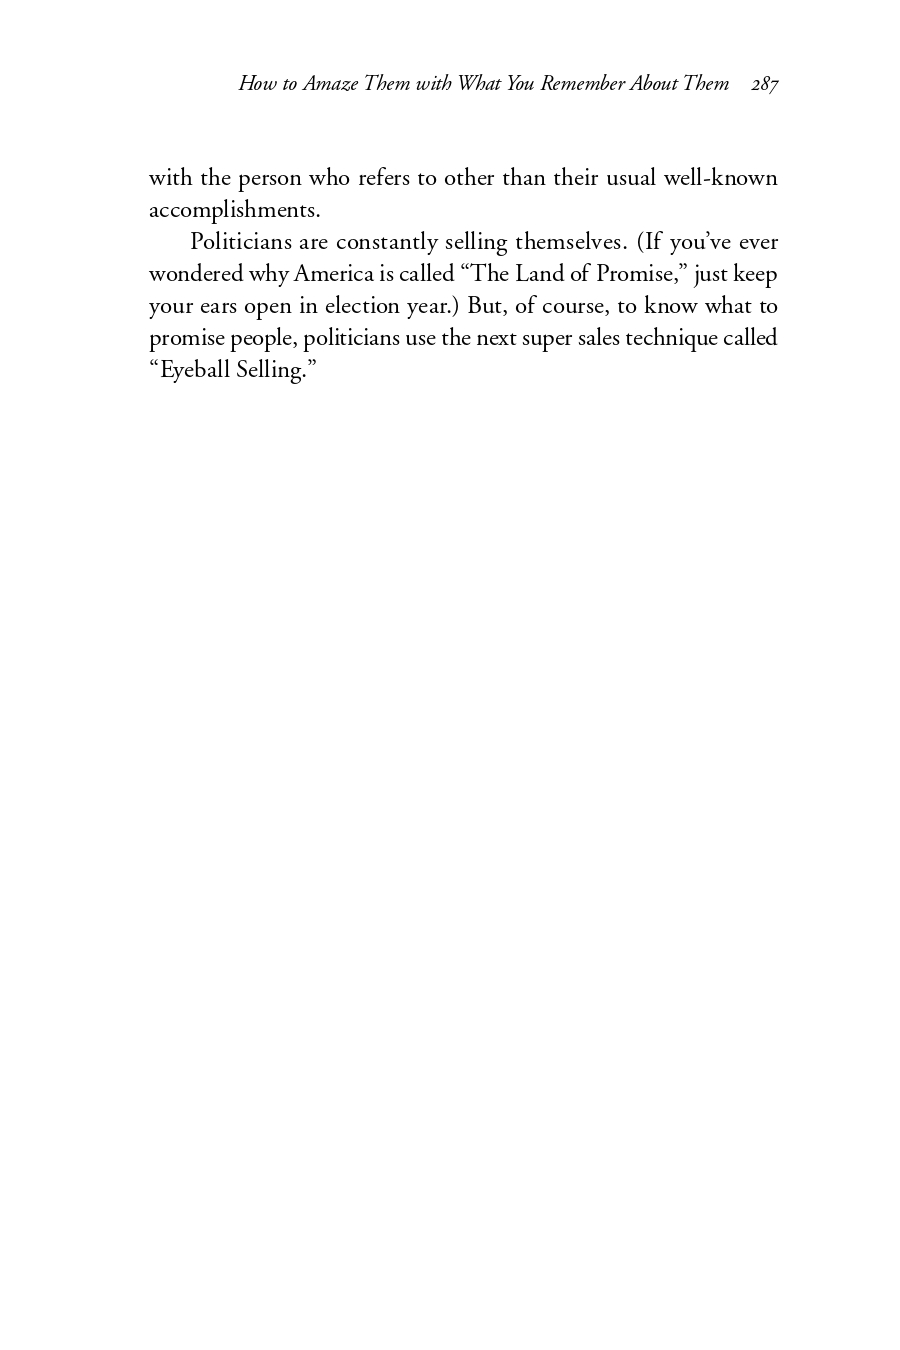 How to Amaze Them with What You Remember About Them 287
with the person who refers to other than their usual well-known
accomplishments.
Politicians are constantly selling themselves. (If you’ve ever
wondered why America is called “The Land of Promise,” just keep
your ears open in election year.) But, of course, to know what to
promise people, politicians use the next super sales technique called
“Eyeball Selling.”